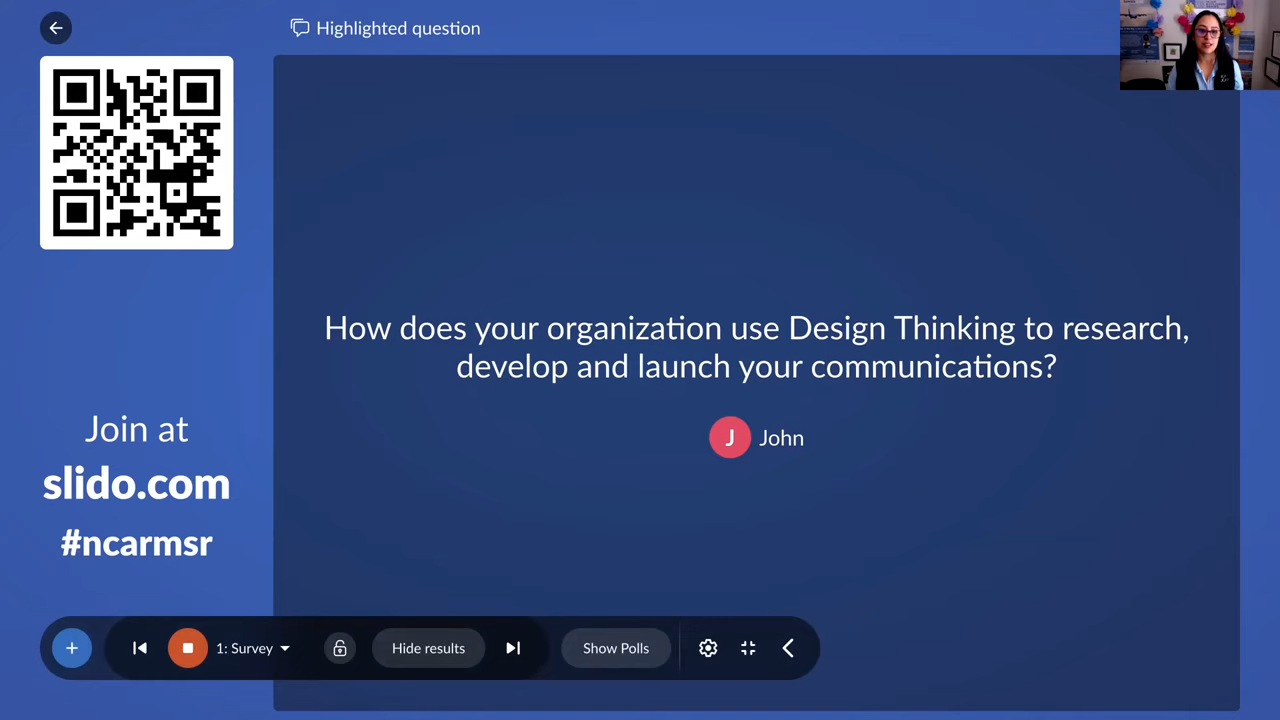 Highlighted question
How does your organization use Design Thinking to research,
develop and launch your communications?
J John
Join at
slido.com
#ncarmsr
1: Survey
Hide results
Show Polls